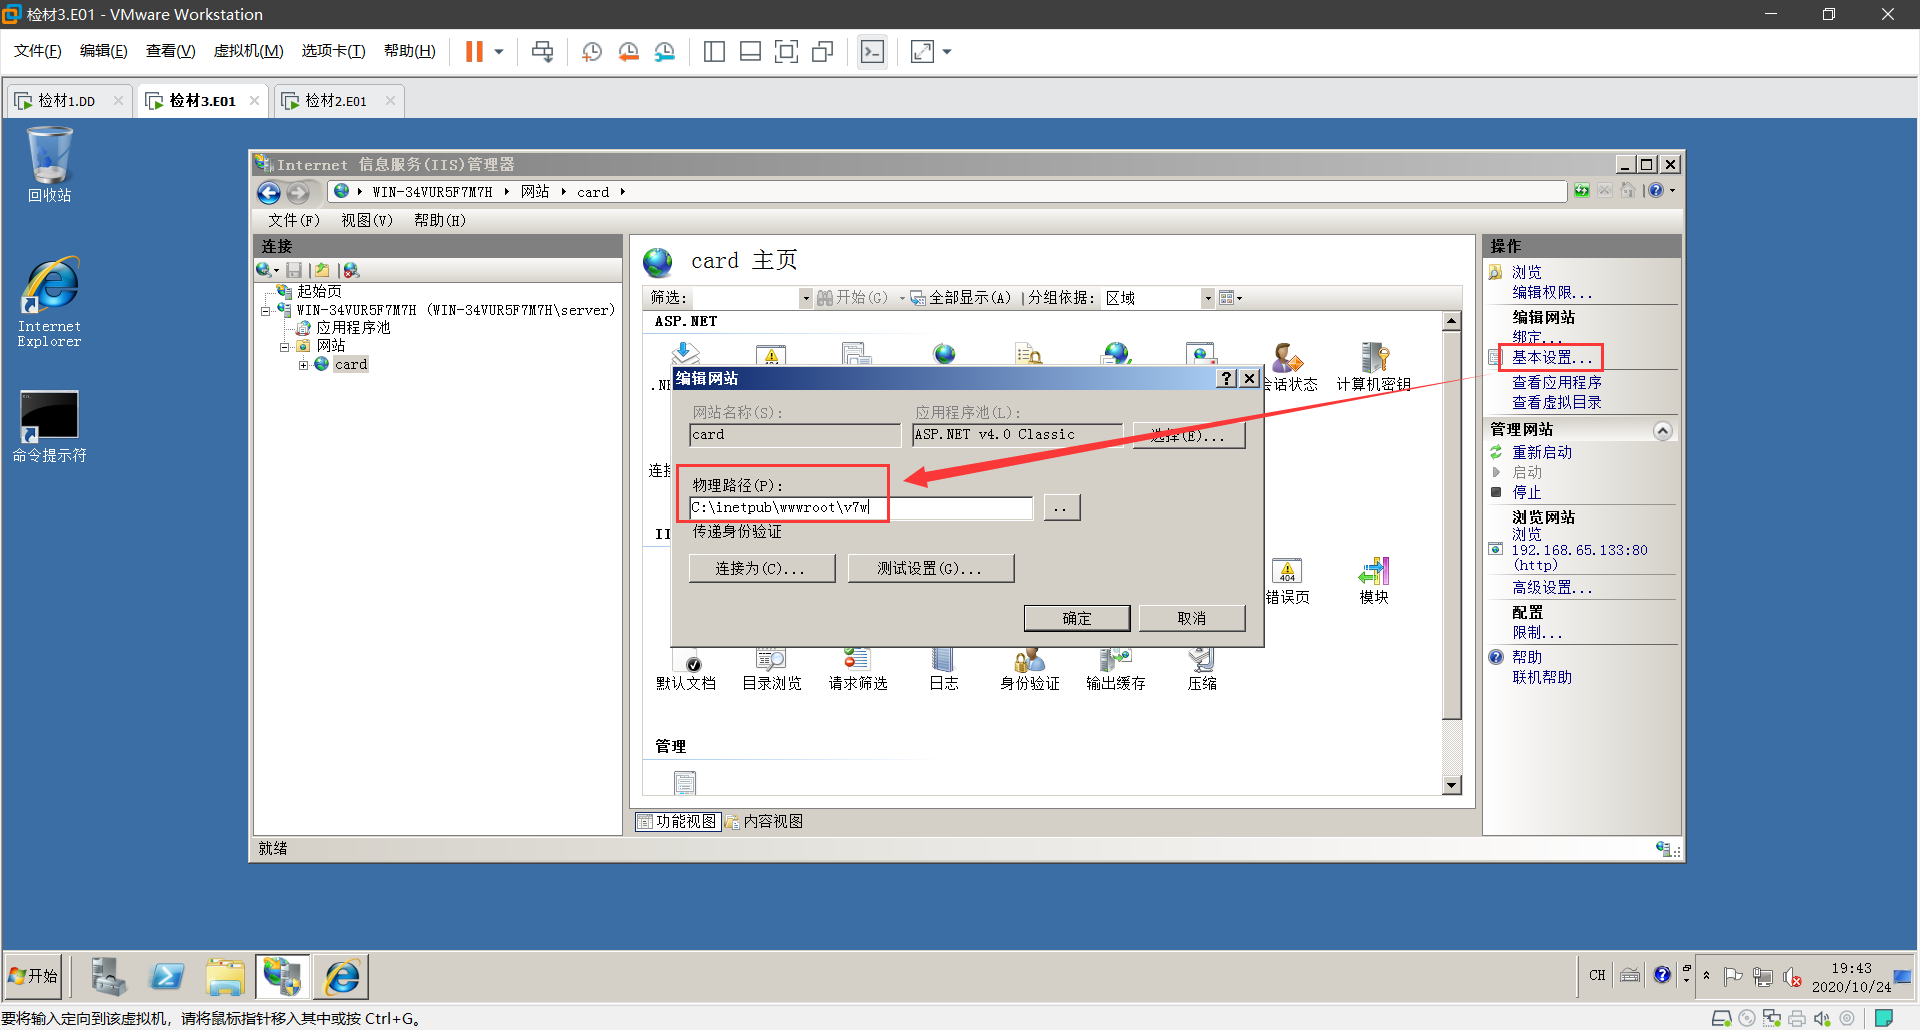 检材3.E01 - VMware Workstation
文件(F) 编辑(E) 查看(V) 虚拟机(M) 选项卡(T) 帮助(H)
检材1.DD 检材3.E01 检材2.E01
回收站
Internet Explorer
命令提示符
Internet 信息服务(IIS)管理器
WIN-34VUR5F7M7H 网站 card
文件(F) 视图(V) 帮助(H)
连接
起始页
WIN-34VUR5F7M7H (WIN-34VUR5F7M7H\server)
应用程序池
网站
card
card 主页
筛选: 开始(G) 全部显示(A) 分组依据: 区域
ASP.NET
会话状态 计算机密钥
编辑网站
网站名称(S): 应用程序池(L):
card ASP.NET v4.0 Classic 选择(E)...
物理路径(P):
C:\inetpub\wwwroot\v7w ..
传递身份验证
连接为(C)... 测试设置(G)...
确定 取消
错误页 模块
默认文档 目录浏览 请求筛选 日志 身份验证 输出缓存 压缩
管理
功能视图 内容视图
就绪
操作
浏览
编辑权限...
编辑网站
绑定...
基本设置...
查看应用程序
查看虚拟目录
管理网站
重新启动
启动
停止
浏览网站
浏览
192.168.65.133:80
(http)
高级设置...
配置
限制...
帮助
联机帮助
开始
CH
19:43
2020/10/24
要将输入定向到该虚拟机，请将鼠标指针移入其中或按 Ctrl+G。